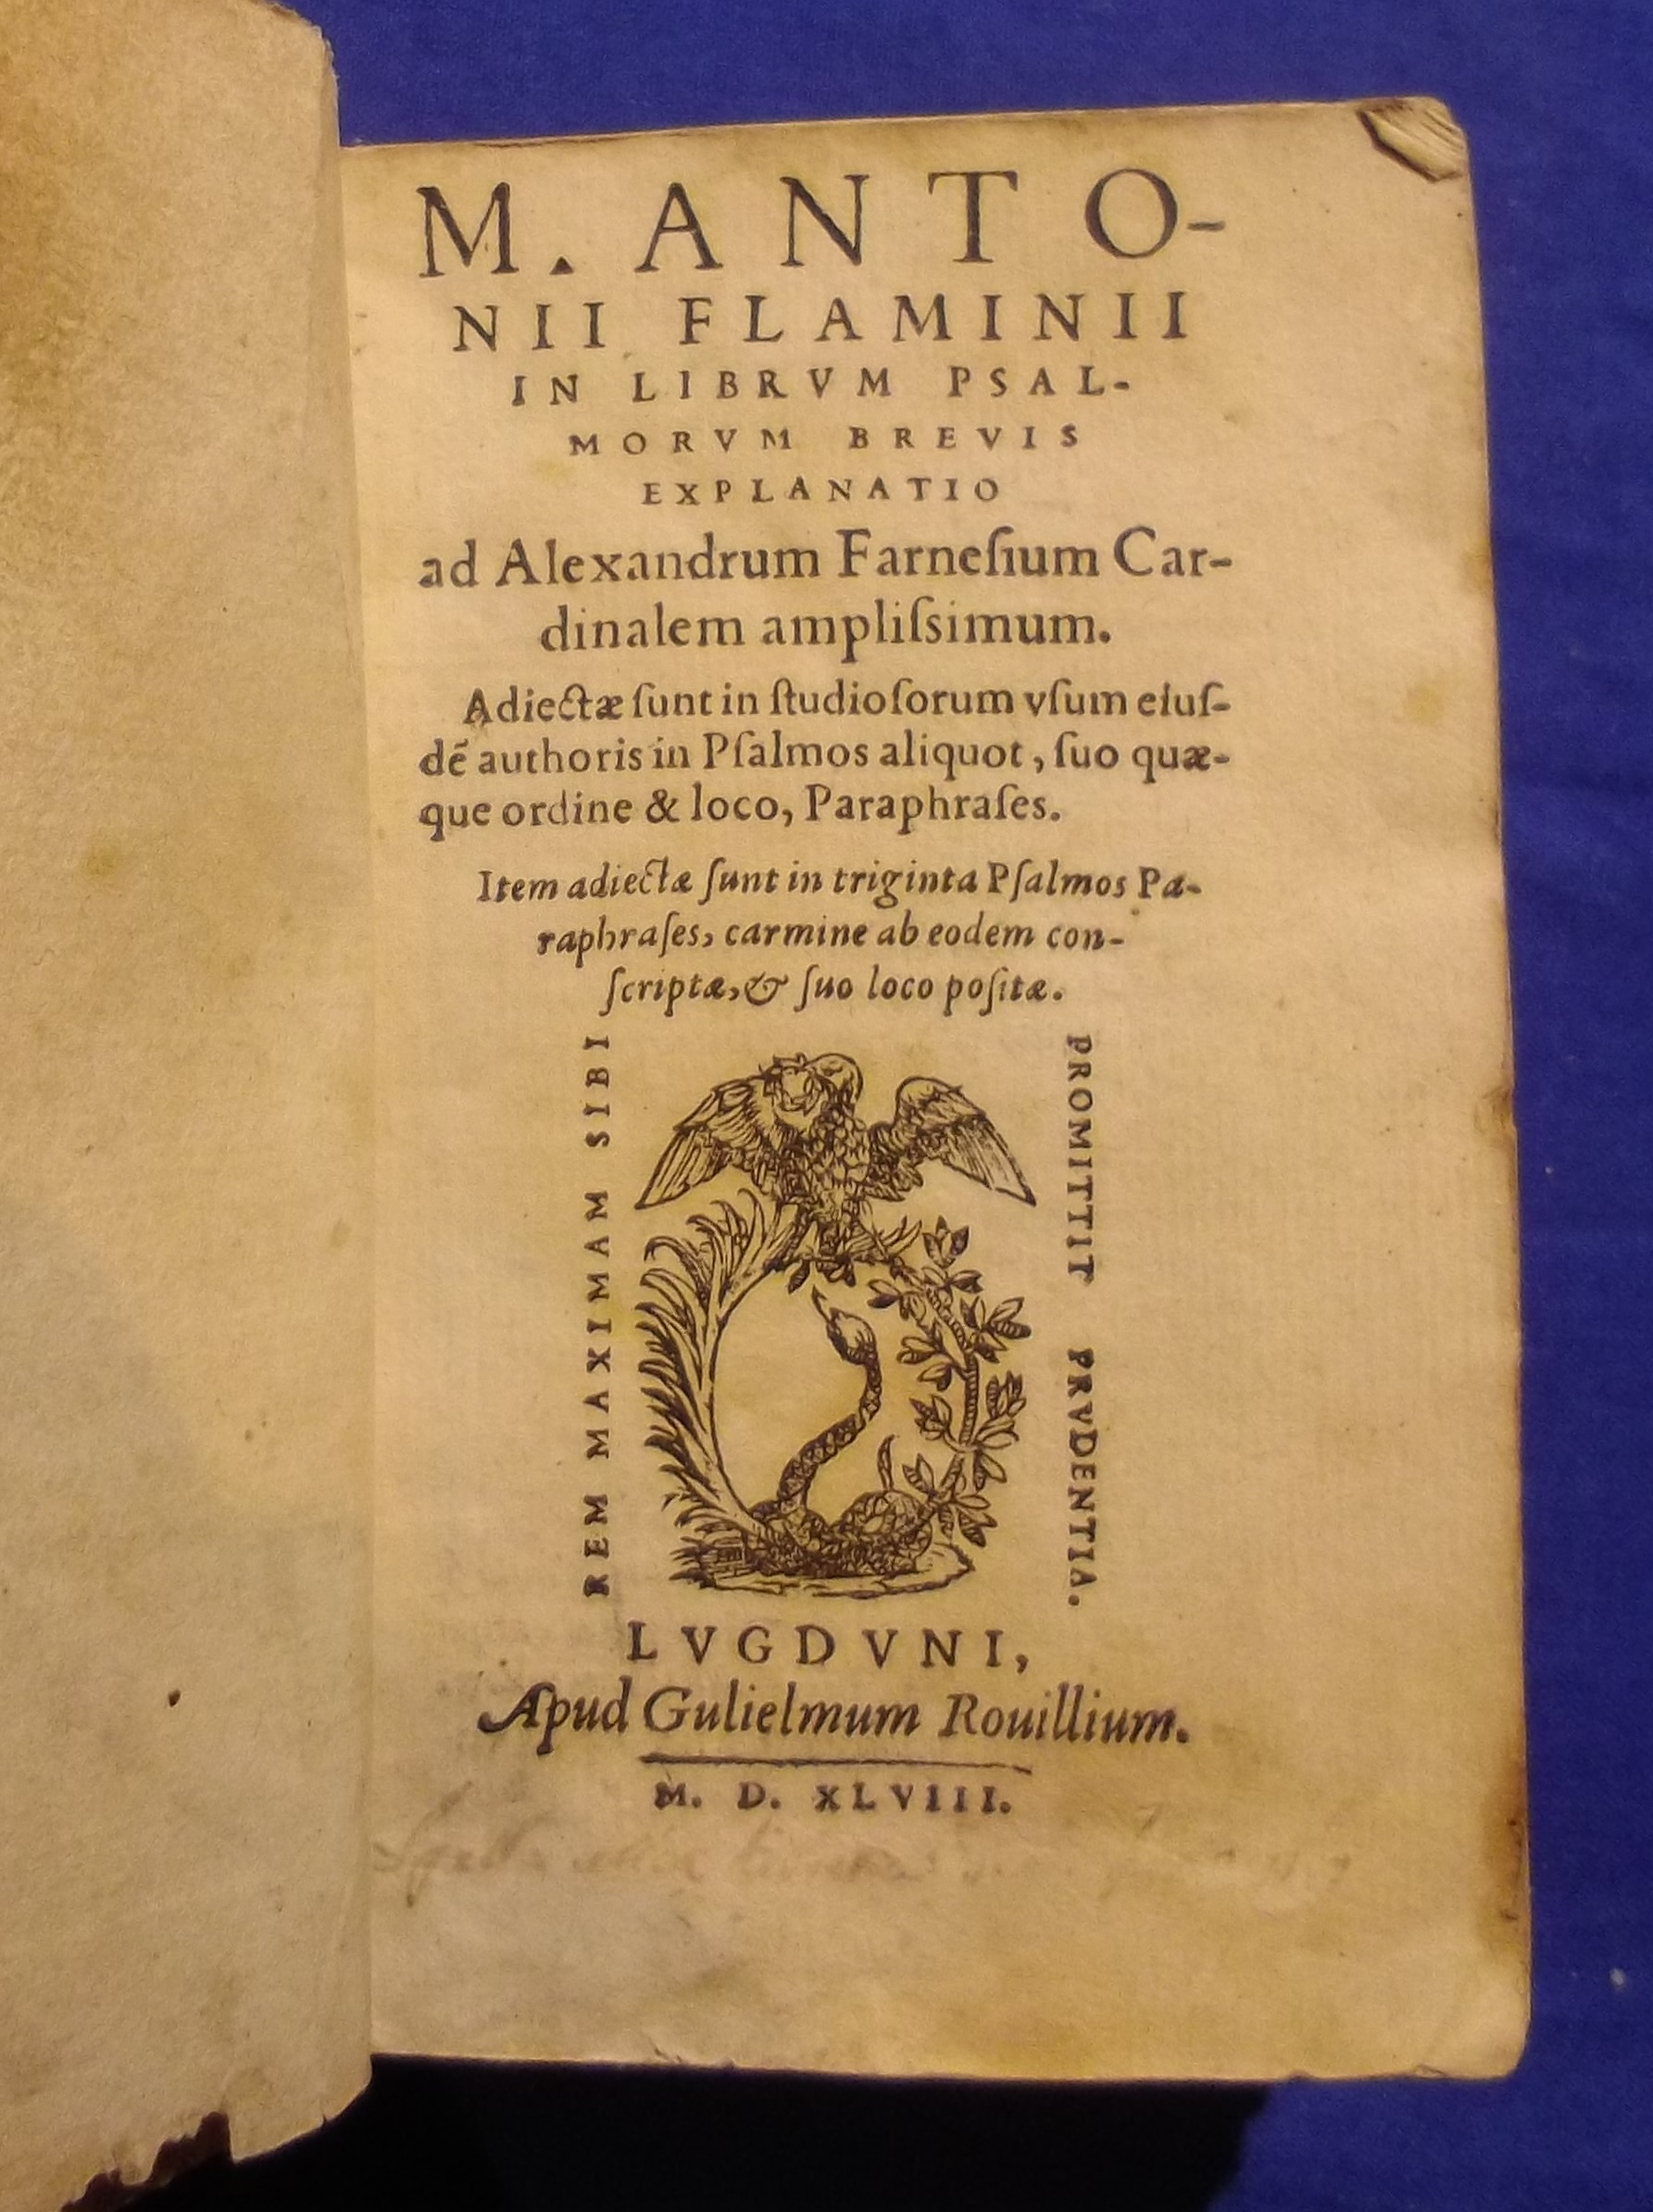 M. ANTO-
NII FLAMINII
IN LIBRVM PSAL-
MORVM BREVIS
EXPLANATIO
ad Alexandrum Farneſium Car-
dinalem ampliſsimum.
Adiectæ ſunt in ſtudioſorum vſum eiuſ-
dē authoris in Pſalmos aliquot, ſuo quæ-
que ordine & loco, Paraphraſes.
Item adiectæ ſunt in triginta Pſalmos Pa-
raphraſes, carmine ab eodem con-
ſcriptæ, & ſuo loco poſitæ.
REM MAXIMAM SIBI
PROMITTIT PRVDENTIA.
LVGDVNI,
Apud Gulielmum Rouillium.
M. D. XLVIII.